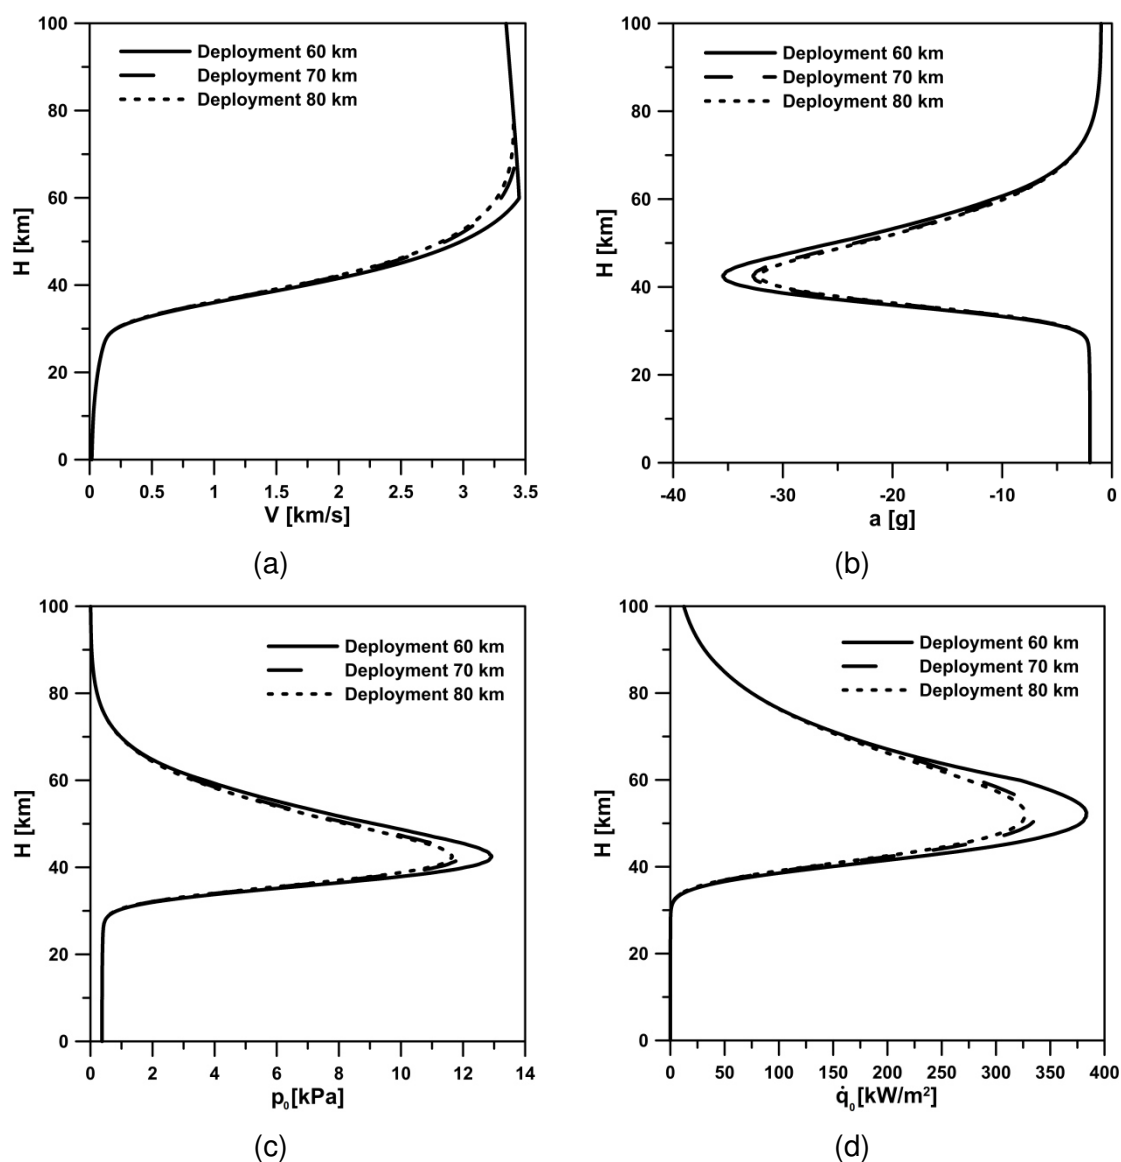 100
80
60
40
20
0
H [km]
Deployment 60 km
Deployment 70 km
Deployment 80 km
0 0.5 1 1.5 2 2.5 3 3.5
V [km/s]
(a)
100
80
60
40
20
0
H [km]
Deployment 60 km
Deployment 70 km
Deployment 80 km
-40 -30 -20 -10 0
a [g]
(b)
100
80
60
40
20
0
H [km]
Deployment 60 km
Deployment 70 km
Deployment 80 km
0 2 4 6 8 10 12 14
p₀[kPa]
(c)
100
80
60
40
20
0
H [km]
Deployment 60 km
Deployment 70 km
Deployment 80 km
0 50 100 150 200 250 300 350 400
q̇₀[kW/m²]
(d)